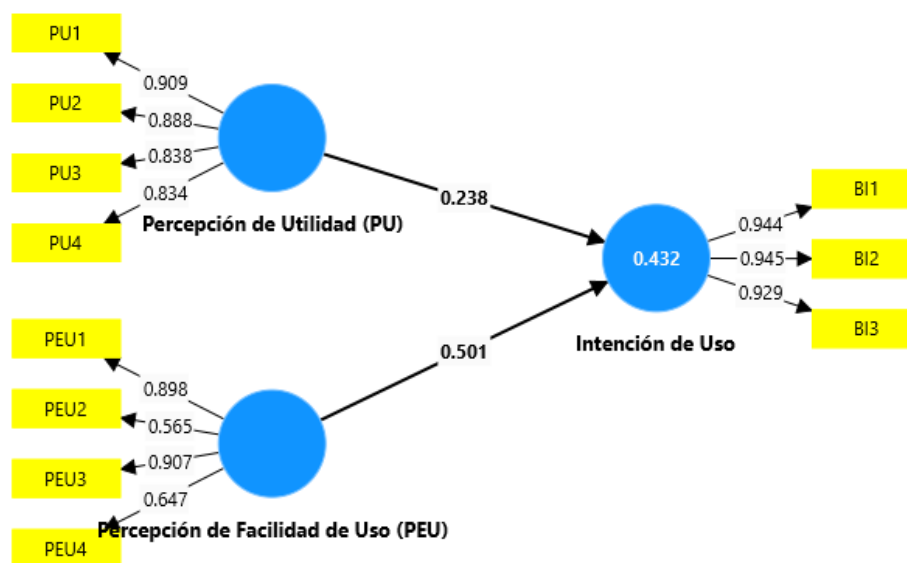 PU1
0.909
PU2
0.888
PU3
0.838
0.834
PU4
Percepción de Utilidad (PU)
0.238
BI1
0.944
0.432
0.945
BI2
0.929
BI3
Intención de Uso
0.501
PEU1
0.898
PEU2
0.565
PEU3
0.907
0.647
PEU4
Percepción de Facilidad de Uso (PEU)